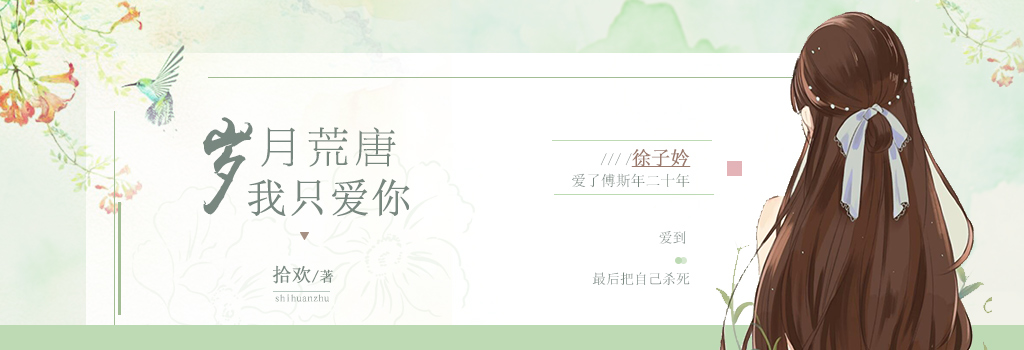 岁月荒唐
我只爱你
拾欢/著
shihuanzhu
/// /徐子妗
爱了傅斯年二十年
爱到
最后把自己杀死